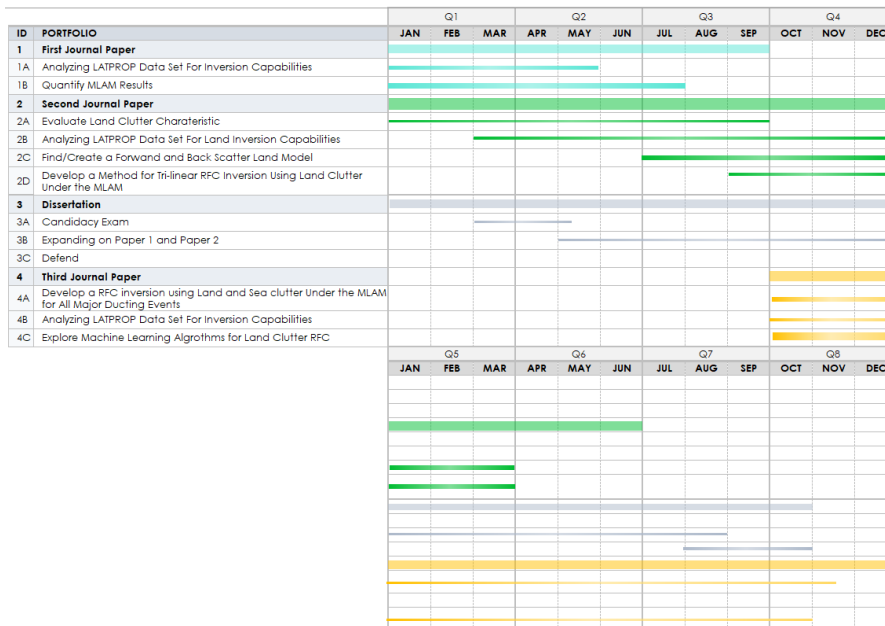 Q1 Q2 Q3 Q4
ID PORTFOLIO JAN FEB MAR APR MAY JUN JUL AUG SEP OCT NOV DEC
1 First Journal Paper
1A Analyzing LATPROP Data Set For Inversion Capabilities
1B Quantify MLAM Results
2 Second Journal Paper
2A Evaluate Land Clutter Charateristic
2B Analyzing LATPROP Data Set For Land Inversion Capabilities
2C Find/Create a Forwand and Back Scatter Land Model
2D Develop a Method for Tri-linear RFC Inversion Using Land Clutter
Under the MLAM
3 Dissertation
3A Candidacy Exam
3B Expanding on Paper 1 and Paper 2
3C Defend
4 Third Journal Paper
4A Develop a RFC inversion using Land and Sea clutter Under the MLAM
for All Major Ducting Events
4B Analyzing LATPROP Data Set For Inversion Capabilities
4C Explore Machine Learning Algrothms for Land Clutter RFC
Q5 Q6 Q7 Q8
JAN FEB MAR APR MAY JUN JUL AUG SEP OCT NOV DEC